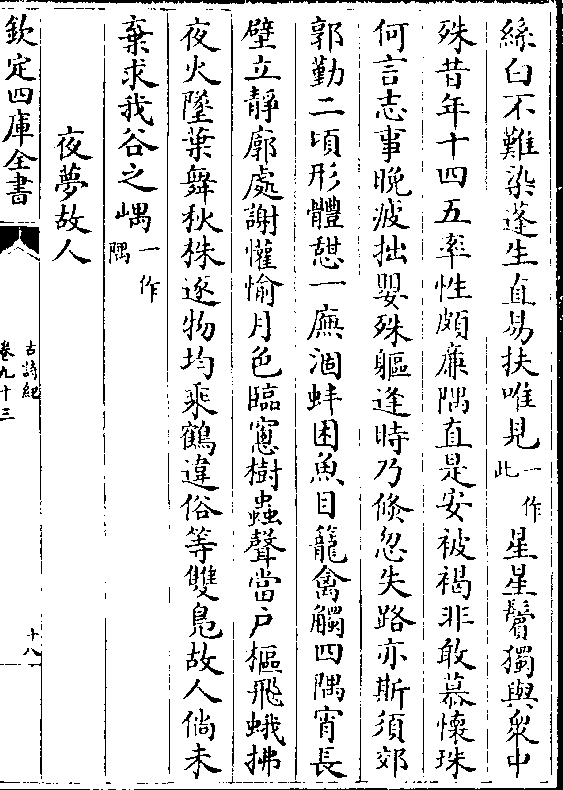 絲白不難染蓬生直易扶唯見一作此星星鬢獨與衆中
殊昔年十四五率性頗廉隅直是安被褐非敢慕懷珠
何言志事晚疲拙嬰殊軀逢時乃倐忽失路亦斯須郊
郭勤二頃形體憩一廡涸蚌困魚目籠禽觸四隅宵長
壁立靜廓處謝懽愉月色臨窻樹蟲聲當戶樞飛蛾拂
夜火墜葉舞秋株逐物均乘鶴違俗等雙鳬故人倘未
棄求我谷之嵎一作隅
夜夢故人
欽定四庫全書
古詩紀
卷九十三
十八